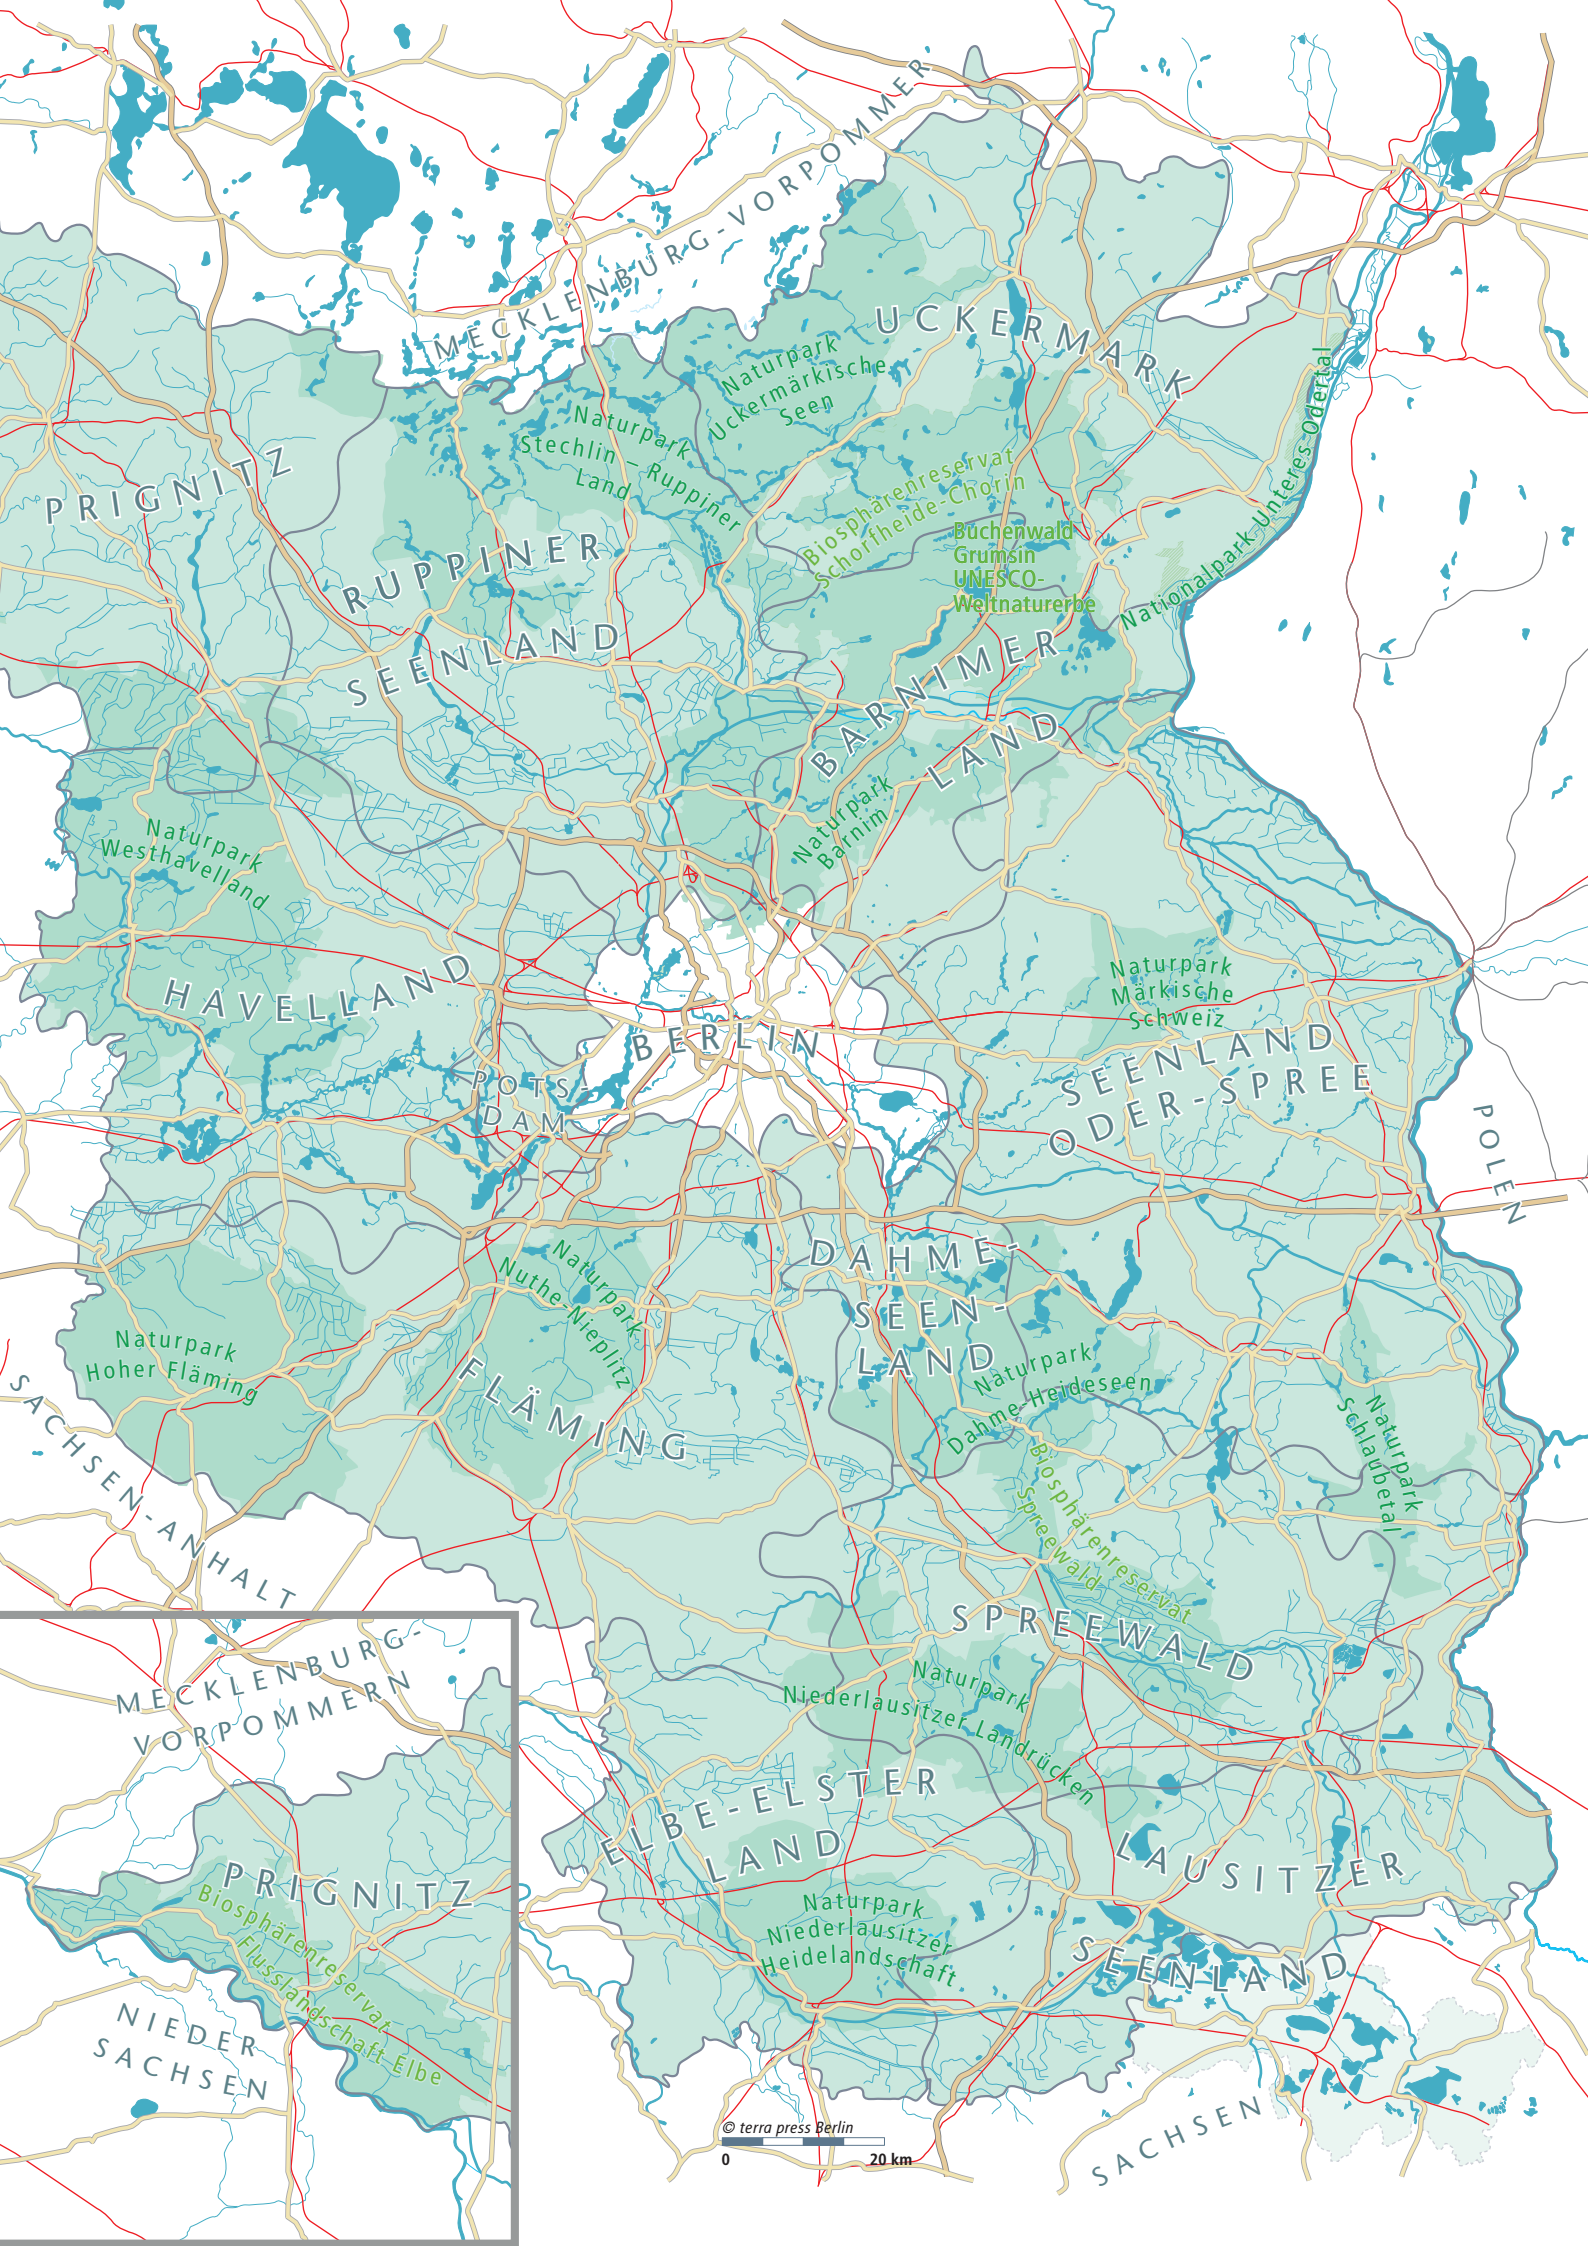 MECKLENBURG-VORPOMMER
UCKERMARK
Naturpark
Uckermärkische
Seen
Naturpark
Stechlin – Ruppiner
Land
PRIGNITZ
Biosphärenreservat
Schorfheide-Chorin
Buchenwald
Grumsin
UNESCO-
Weltnaturerbe
Nationalpark Unteres Odertal
RUPPINER
SEENLAND
BARNIMER
LAND
Naturpark
Barnim
Naturpark
Westhavelland
HAVELLAND
Naturpark
Märkische
Schweiz
BERLIN
POTS-
DAM
SEENLAND
ODER-SPREE
POLEN
DAHME-
SEEN-
LAND
Naturpark
Nuthe-Nieplitz
Naturpark
Hoher Fläming
FLÄMING
Naturpark
Dahme-Heideseen
Naturpark
Schlaubetal
SACHSEN-ANHALT
Biosphärenreservat
Spreewald
SPREEWALD
Naturpark
Niederlausitzer Landrücken
ELBE-ELSTER
LAND
LAUSITZER
SEENLAND
Naturpark
Niederlausitzer
Heidelandschaft
SACHSEN
MECKLENBURG-
VORPOMMERN
PRIGNITZ
Biosphärenreservat
Flusslandschaft Elbe
NIEDER
SACHSEN
© terra press Berlin
0 20 km